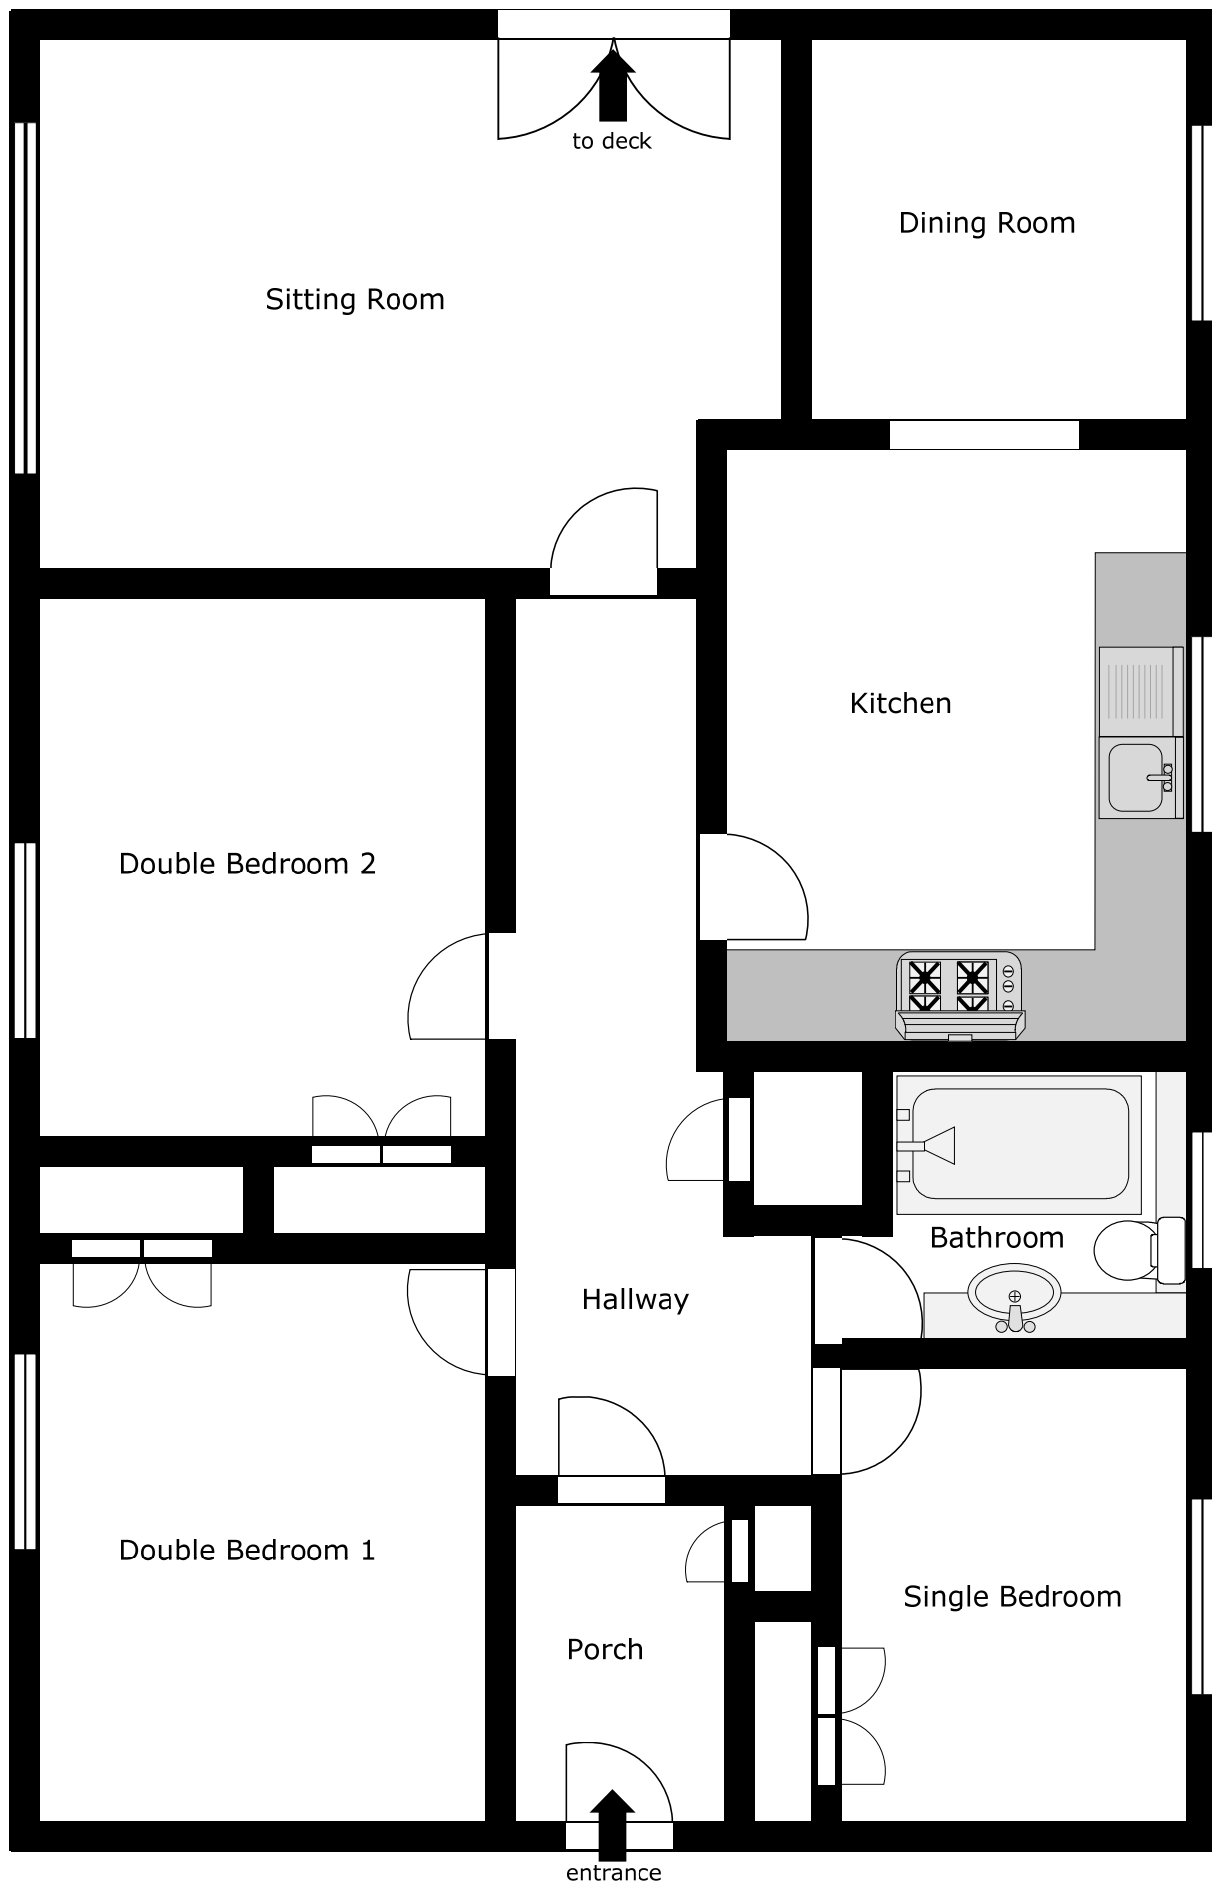 to deck
Dining Room
Sitting Room
Kitchen
Double Bedroom 2
Bathroom
Hallway
Double Bedroom 1
Single Bedroom
Porch
entrance